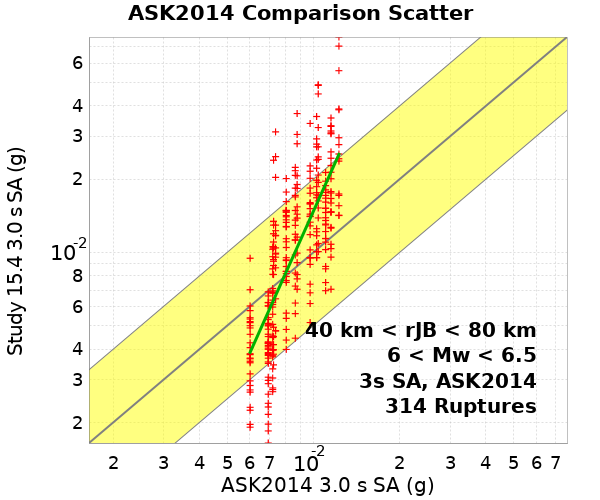 ASK2014 Comparison Scatter
Study 15.4 3.0 s SA (g)
6
4
3
2
10-2
8
6
4
3
2
40 km < rJB < 80 km
6 < Mw < 6.5
3s SA, ASK2014
314 Ruptures
2 3 4 5 6 7 10-2 2 3 4 5 6 7
ASK2014 3.0 s SA (g)